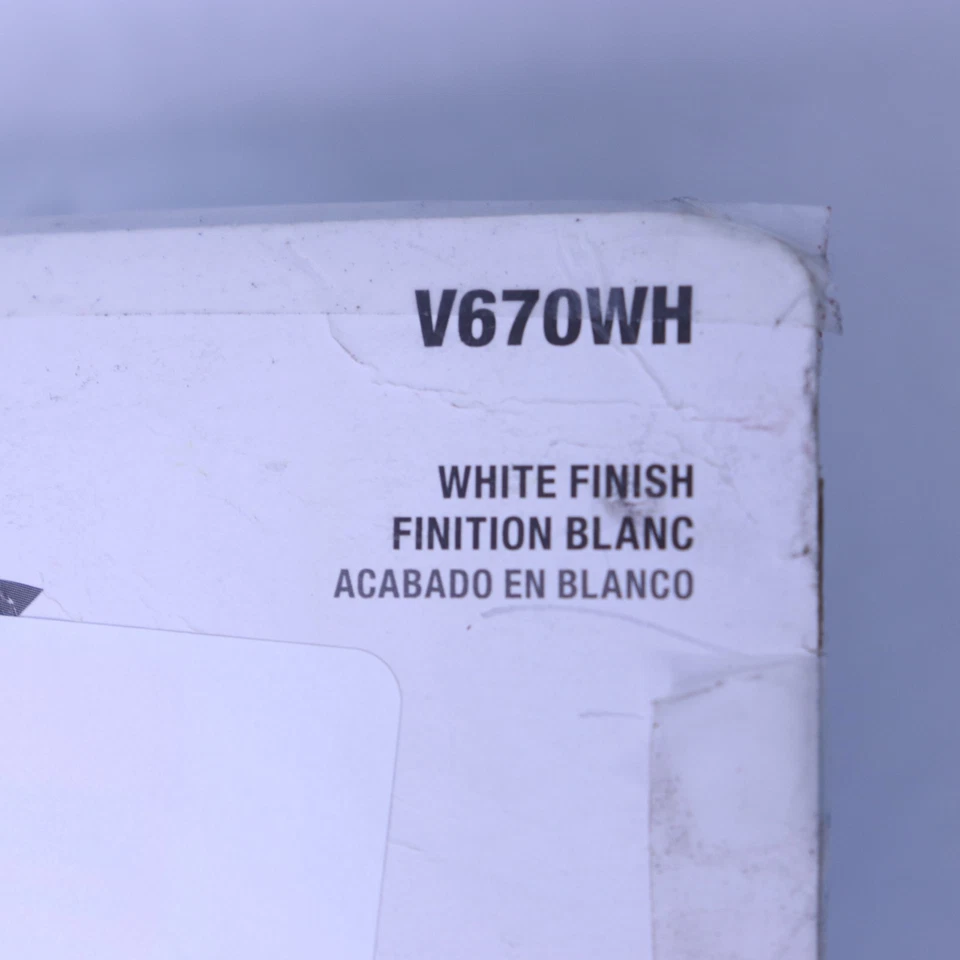 V670WH
WHITE FINISH
FINITION BLANC
ACABADO EN BLANCO